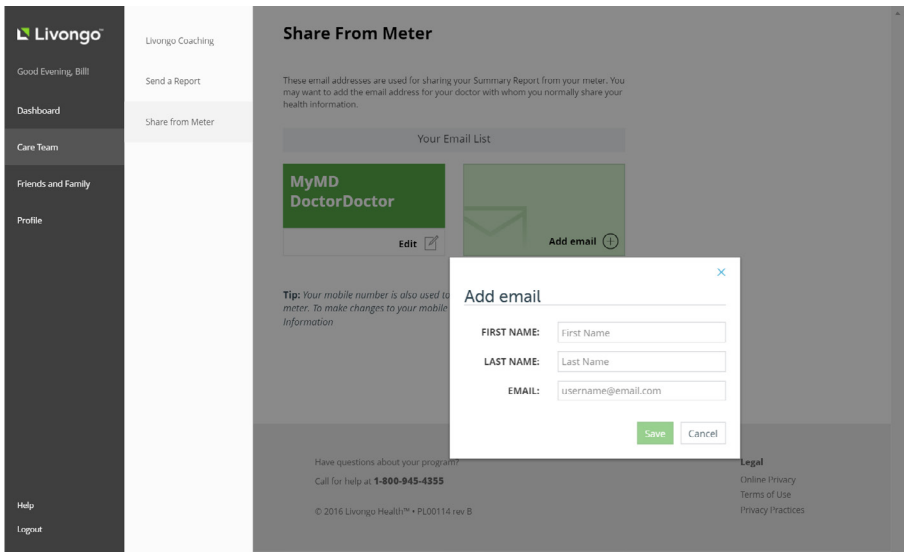 Livongo™
Good Evening, Bill!
Dashboard
Care Team
Friends and Family
Profile
Help
Logout
Livongo Coaching
Send a Report
Share from Meter
Share From Meter
These email addresses are used for sharing your Summary Report from your meter. You
may want to add the email address for your doctor with whom you normally share your
health information.
Your Email List
MyMD
DoctorDoctor
Edit
Add email
Tip: Your mobile number is also used to
meter. To make changes to your mobile
Information
×
Add email
FIRST NAME: First Name
LAST NAME: Last Name
EMAIL: username@email.com
Save Cancel
Have questions about your program?
Call for help at 1-800-945-4355
© 2016 Livongo Health™ • PL00114 rev B
Legal
Online Privacy
Terms of Use
Privacy Practices